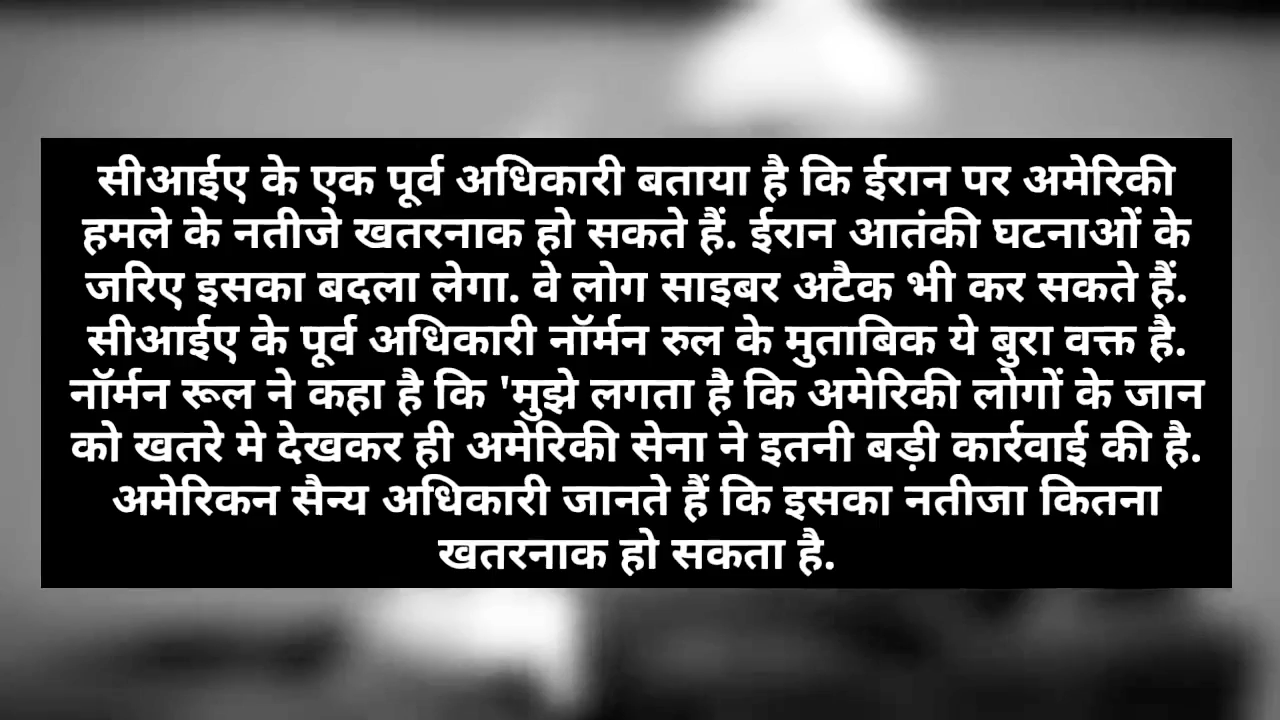 सीआईए के एक पूर्व अधिकारी बताया है कि ईरान पर अमेरिकी
हमले के नतीजे खतरनाक हो सकते हैं. ईरान आतंकी घटनाओं के
जरिए इसका बदला लेगा. वे लोग साइबर अटैक भी कर सकते हैं.
सीआईए के पूर्व अधिकारी नॉर्मन रुल के मुताबिक ये बुरा वक्त है.
नॉर्मन रूल ने कहा है कि 'मुझे लगता है कि अमेरिकी लोगों के जान
को खतरे मे देखकर ही अमेरिकी सेना ने इतनी बड़ी कार्रवाई की है.
अमेरिकन सैन्य अधिकारी जानते हैं कि इसका नतीजा कितना
खतरनाक हो सकता है.